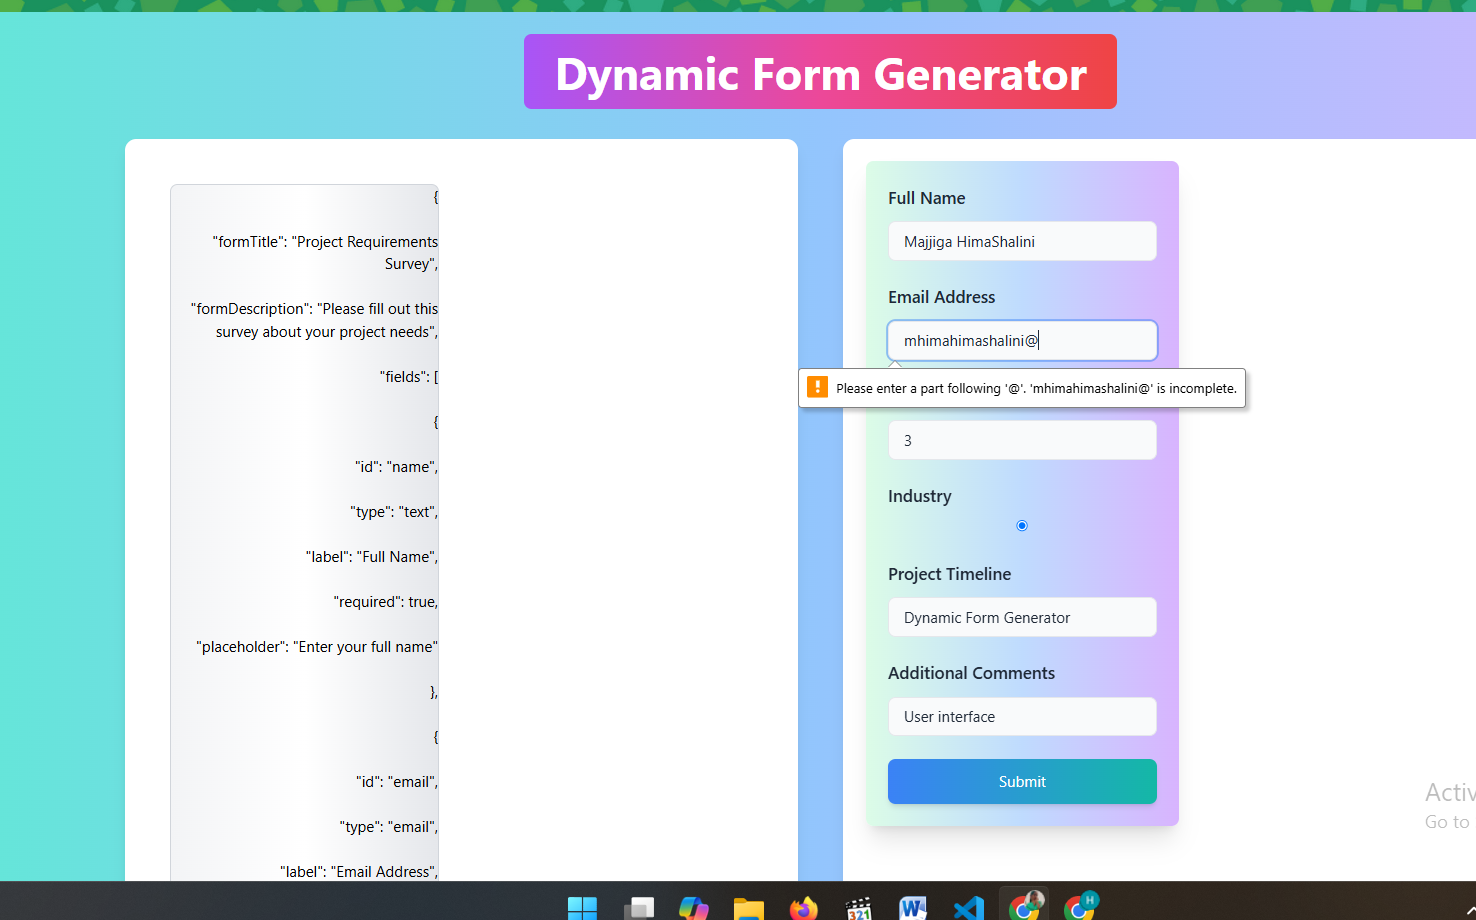 Dynamic Form Generator
{
"formTitle": "Project Requirements
Survey",
"formDescription": "Please fill out this
survey about your project needs",
"fields": [
{
"id": "name",
"type": "text",
"label": "Full Name",
"required": true,
"placeholder": "Enter your full name"
},
{
"id": "email",
"type": "email",
"label": "Email Address",
Full Name
Majjiga HimaShalini
Email Address
mhimahimashalini@
Please enter a part following '@'. 'mhimahimashalini@' is incomplete.
3
Industry
Project Timeline
Dynamic Form Generator
Additional Comments
User interface
Submit
Activ
Go to
321
W
H